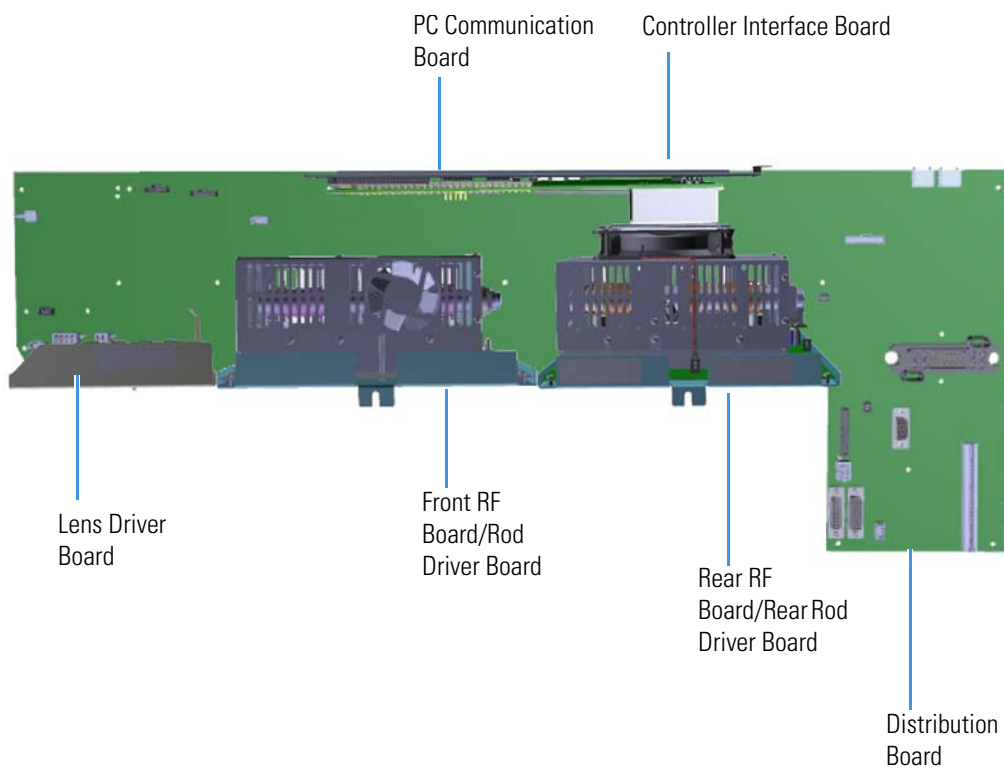 PC Communication
Board
Controller Interface Board
Lens Driver
Board
Front RF
Board/Rod
Driver Board
Rear RF
Board/Rear Rod
Driver Board
Distribution
Board